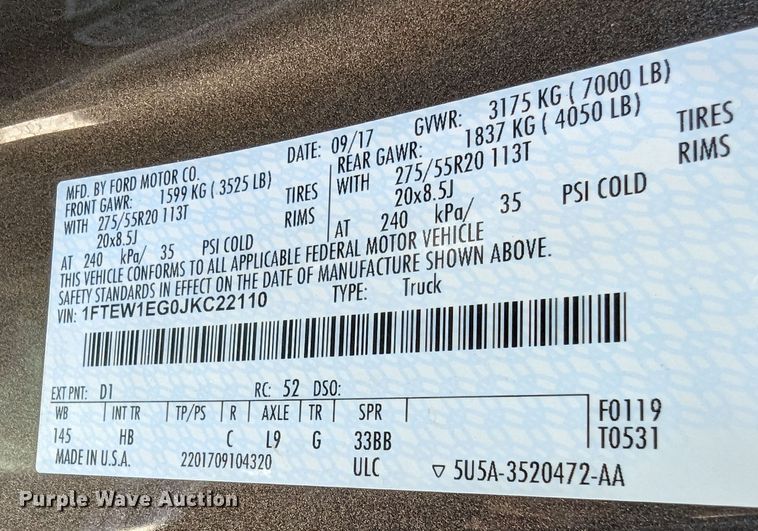 MFD. BY FORD MOTOR CO. DATE: 09/17 GVWR: 3175 KG ( 7000 LB)
FRONT GAWR: 1599 KG ( 3525 LB) REAR GAWR: 1837 KG ( 4050 LB)
WITH 275/55R20 113T TIRES WITH 275/55R20 113T TIRES
20x8.5J RIMS 20x8.5J RIMS
AT 240 kPa/ 35 PSI COLD AT 240 kPa/ 35 PSI COLD
THIS VEHICLE CONFORMS TO ALL APPLICABLE FEDERAL MOTOR VEHICLE
SAFETY STANDARDS IN EFFECT ON THE DATE OF MANUFACTURE SHOWN ABOVE.
VIN: 1FTEW1EG0JKC22110 TYPE: Truck
EXT PNT: D1 RC: 52 DSO:
WB INT TR TP/PS R AXLE TR SPR F0119
145 HB C L9 G 33BB T0531
MADE IN U.S.A. 2201709104320 ULC ▽ 5U5A-3520472-AA
Purple Wave Auction